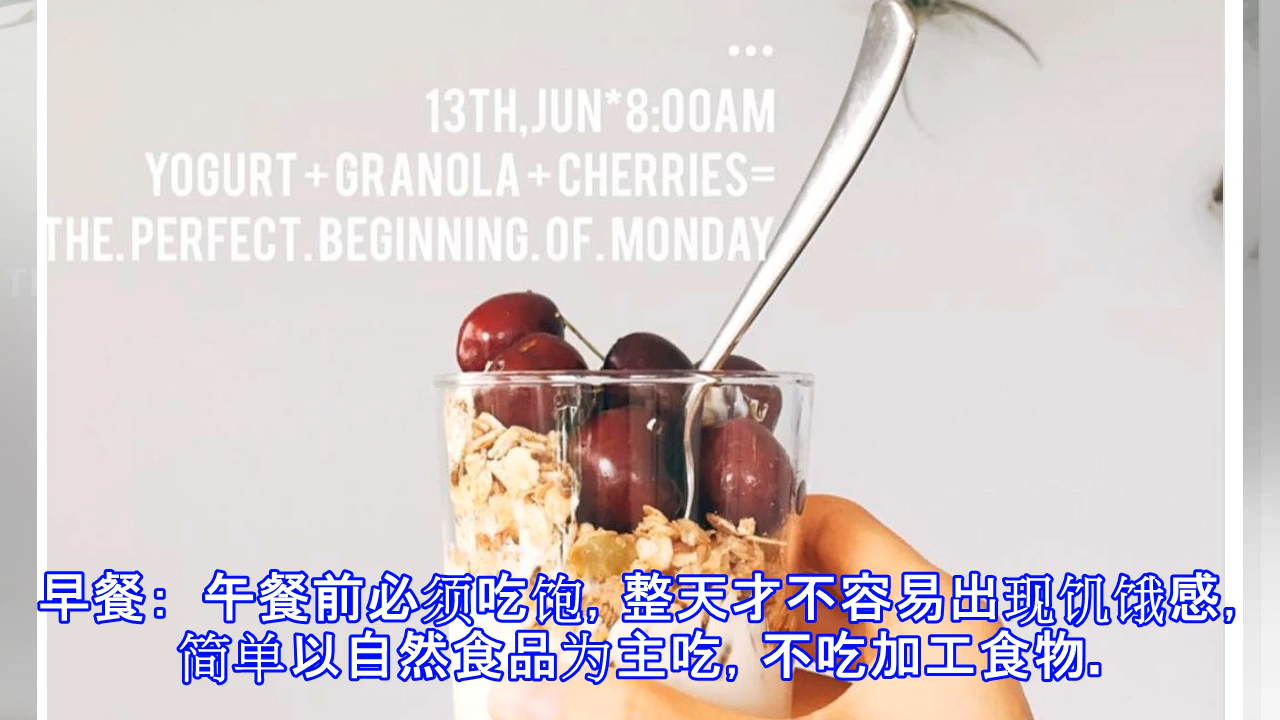 ...
13TH,JUN*8:00AM
YOGURT+GRANOLA+CHERRIES=
THE.PERFECT.BEGINNING.OF.MONDAY
早餐: 午餐前必须吃饱, 整天才不容易出现饥饿感,
简单以自然食品为主吃, 不吃加工食物.